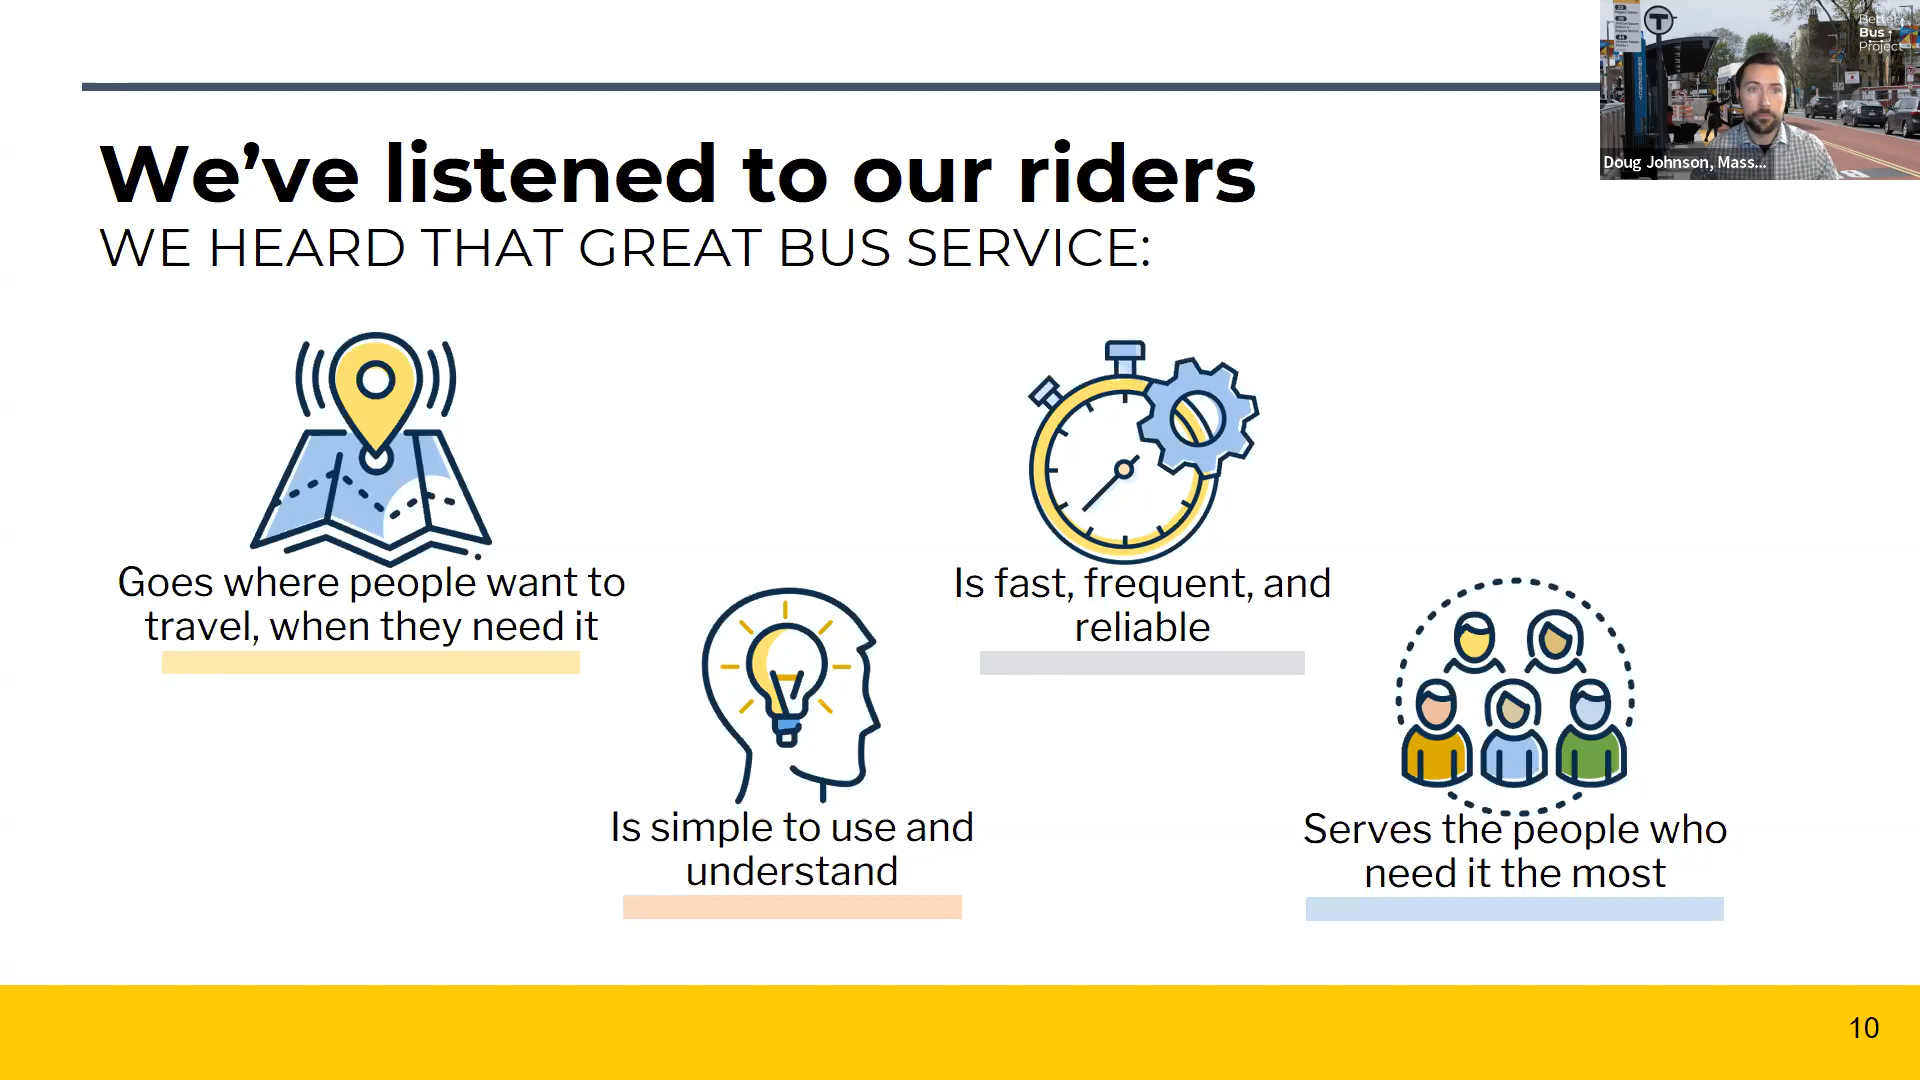 We’ve listened to our riders
WE HEARD THAT GREAT BUS SERVICE:
Goes where people want to
travel, when they need it
Is simple to use and
understand
Is fast, frequent, and
reliable
Serves the people who
need it the most
10
Better
Bus
Project
T
Doug Johnson, Mass...